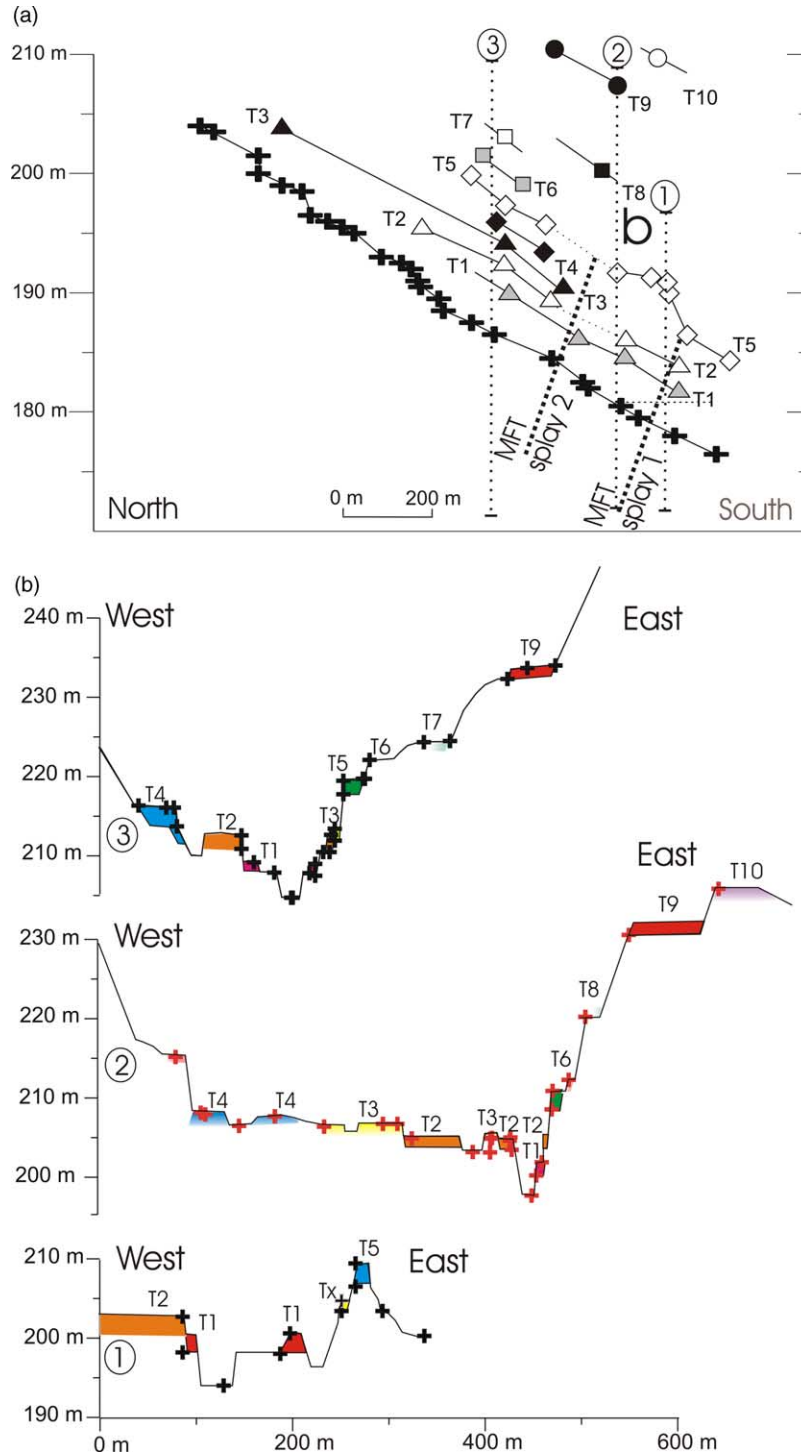 (a)
210 m
200 m
190 m
180 m
3
2
1
T3
T7
T5
T6
T2
T1
T4
T3
T9
T10
T8
b
T5
T2
T1
MFT
splay 2
MFT
splay 1
0 m 200 m
North
South
(b)
West
East
240 m
230 m
220 m
210 m
T9
T7
T6
T5
T4
T3
T2
T1
3
West
East
230 m
220 m
210 m
200 m
T10
T9
T8
T6
T4
T4
T3
T2
T3
T2
T2
T1
2
West
East
210 m
200 m
190 m
T2
T1
T1
Tx
T5
1
0 m
200 m
400 m
600 m